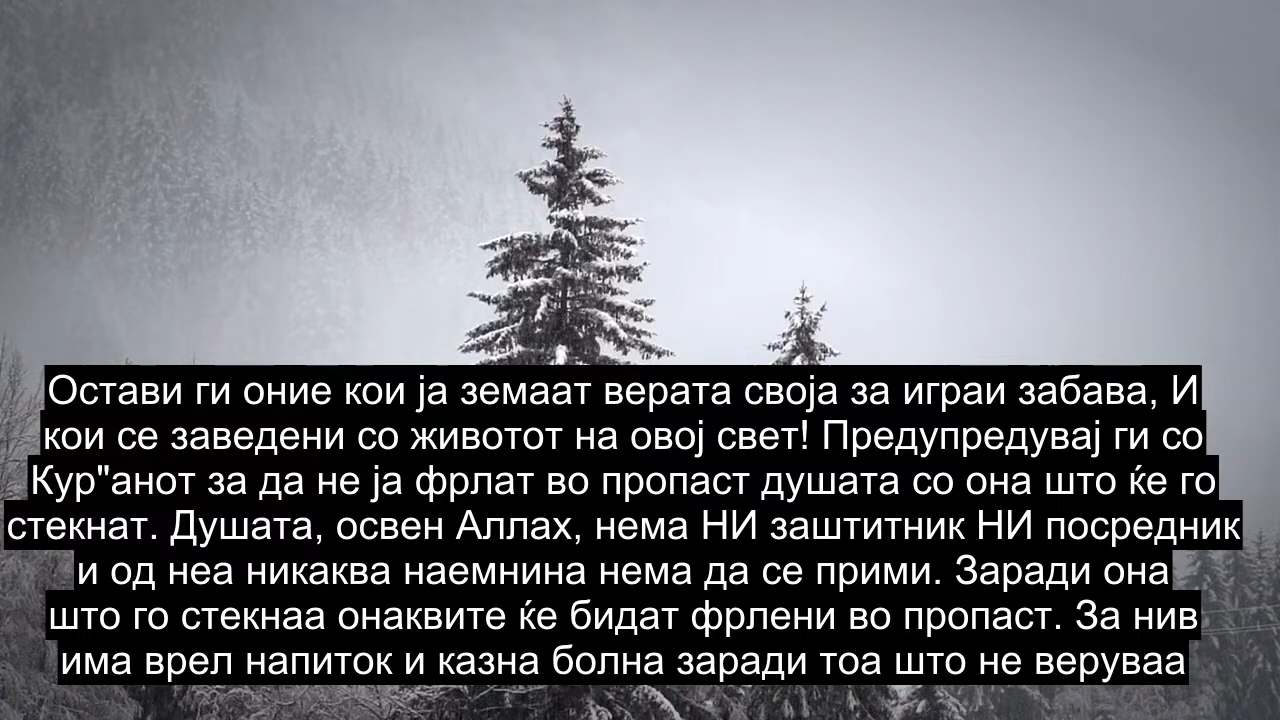 Остави ги оние кои ја земаат верата своја за играи забава, И
кои се заведени со животот на овој свет! Предупредувај ги со
Кур"анот за да не ја фрлат во пропаст душата со она што ќе го
стекнат. Душата, освен Аллах, нема НИ заштитник НИ посредник
и од неа никаква наемнина нема да се прими. Заради она
што го стекнаа онаквите ќе бидат фрлени во пропаст. За нив
има врел напиток и казна болна заради тоа што не веруваа